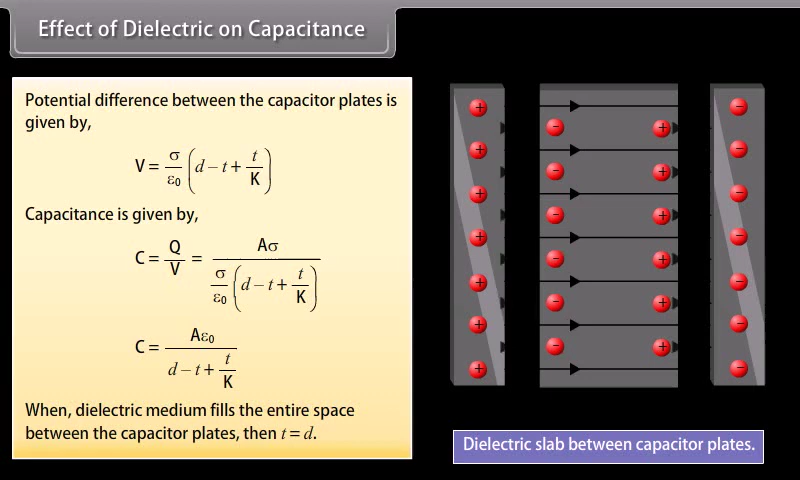 Effect of Dielectric on Capacitance
Potential difference between the capacitor plates is
given by,
V = σ/ε₀ (d – t + t/K)
Capacitance is given by,
C = Q/V = Aσ / (σ/ε₀ (d – t + t/K))
C = Aε₀ / (d – t + t/K)
When, dielectric medium fills the entire space
between the capacitor plates, then t = d.
Dielectric slab between capacitor plates.